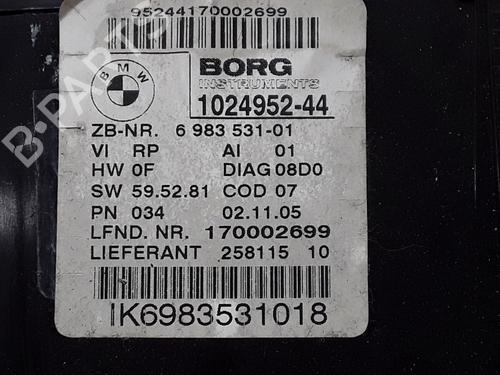 95244170002699
BMW
BORG
INSTRUMENTS
1024952-44
ZB-NR. 6 983 531-01
VI RP AI 01
HW 0F DIAG 08D0
SW 59.52.81 COD 07
PN 034 02.11.05
LFND. NR. 170002699
LIEFERANT 258115 10
IK6983531018
B-PARTS